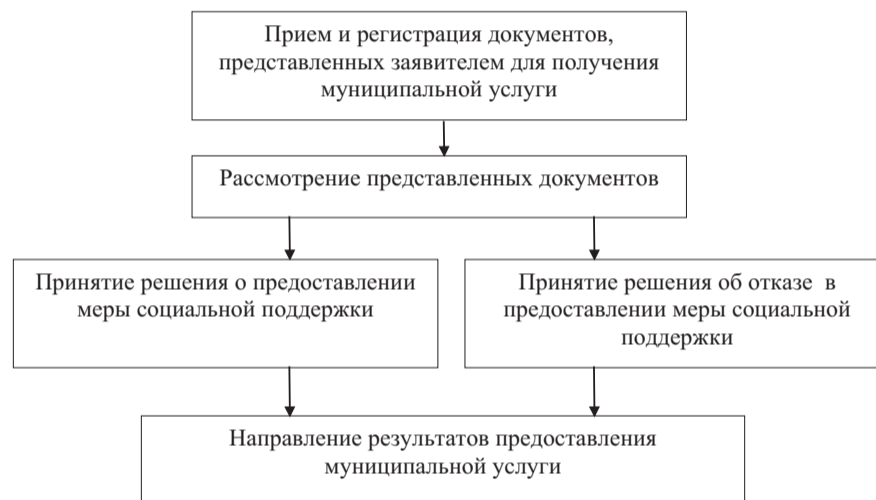 Прием и регистрация документов,
представленных заявителем для получения
муниципальной услуги
Рассмотрение представленных документов
Принятие решения о предоставлении
меры социальной поддержки
Принятие решения об отказе в
предоставлении меры социальной
поддержки
Направление результатов предоставления
муниципальной услуги